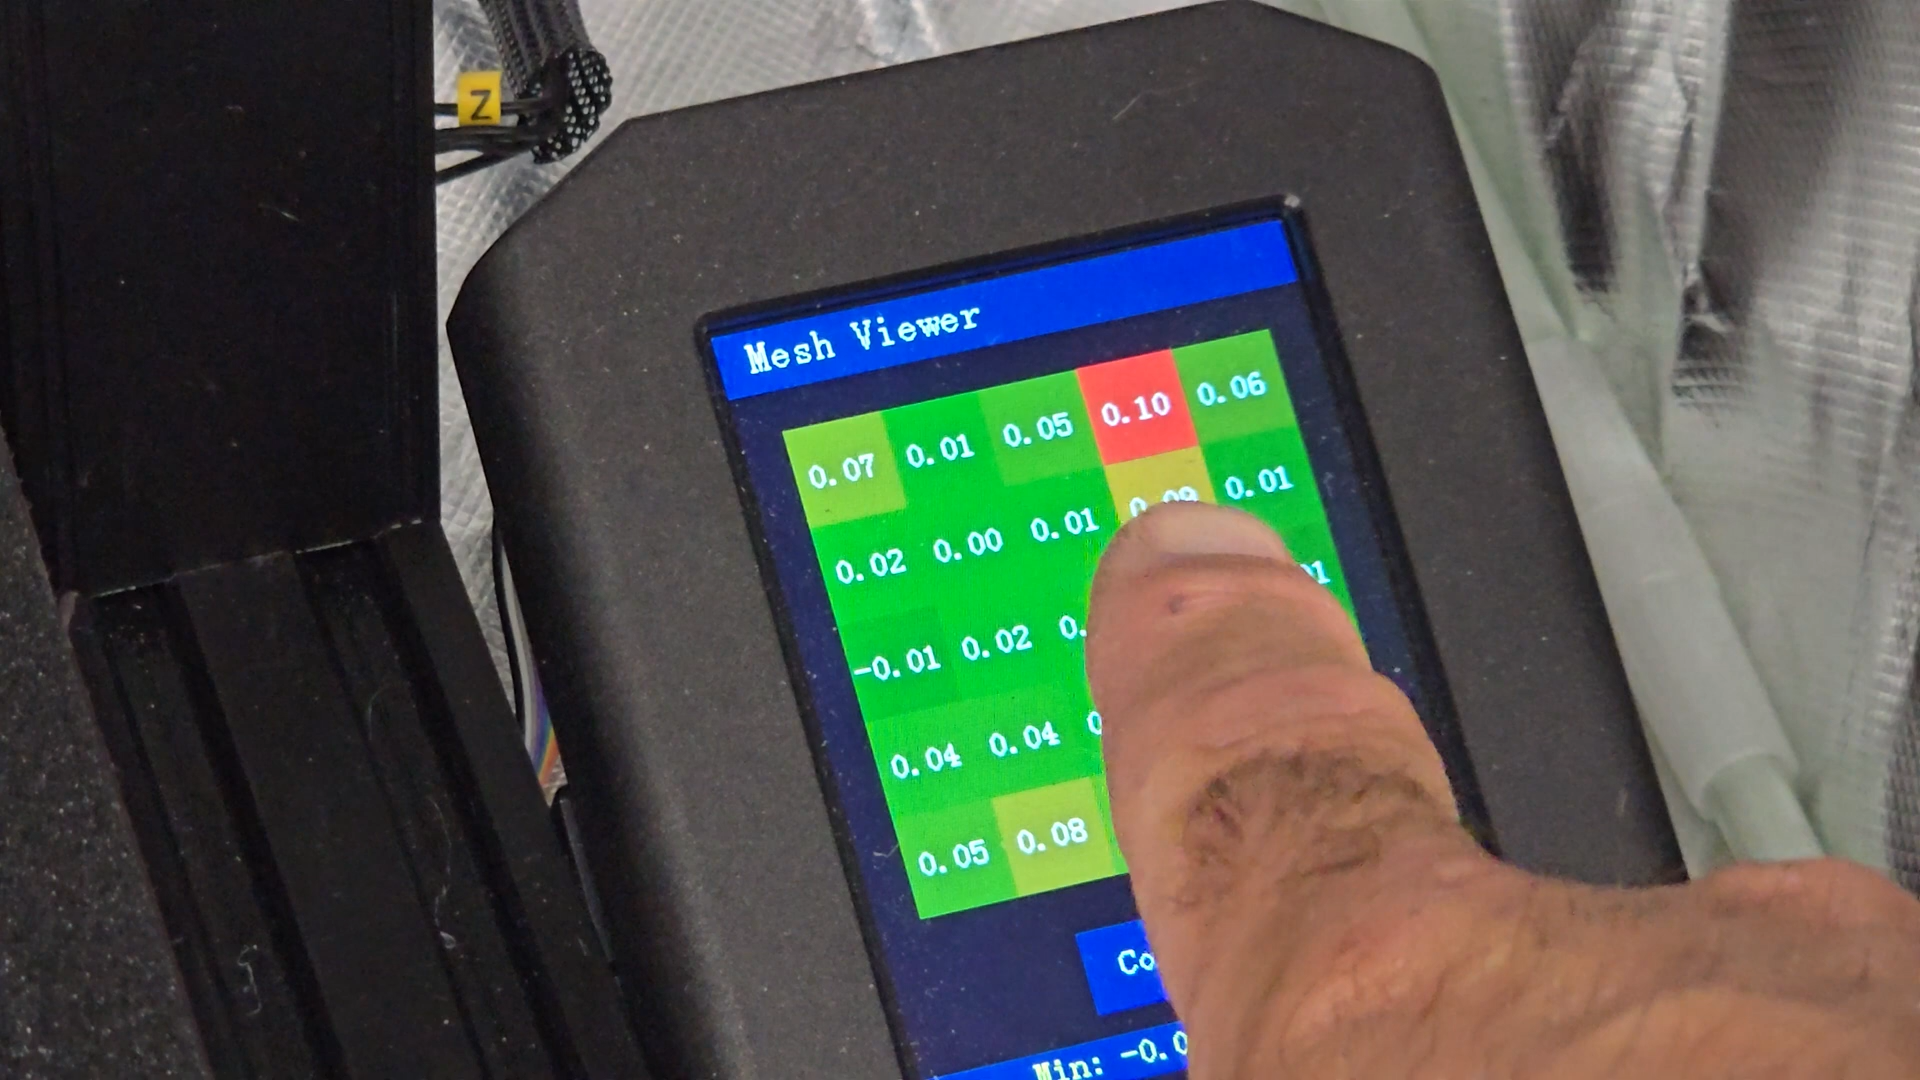 Z
Mesh Viewer
0.07 0.01 0.05 0.10 0.06
0.02 0.00 0.01 0.09 0.01
-0.01 0.02
0.04 0.04
0.05 0.08
Min: